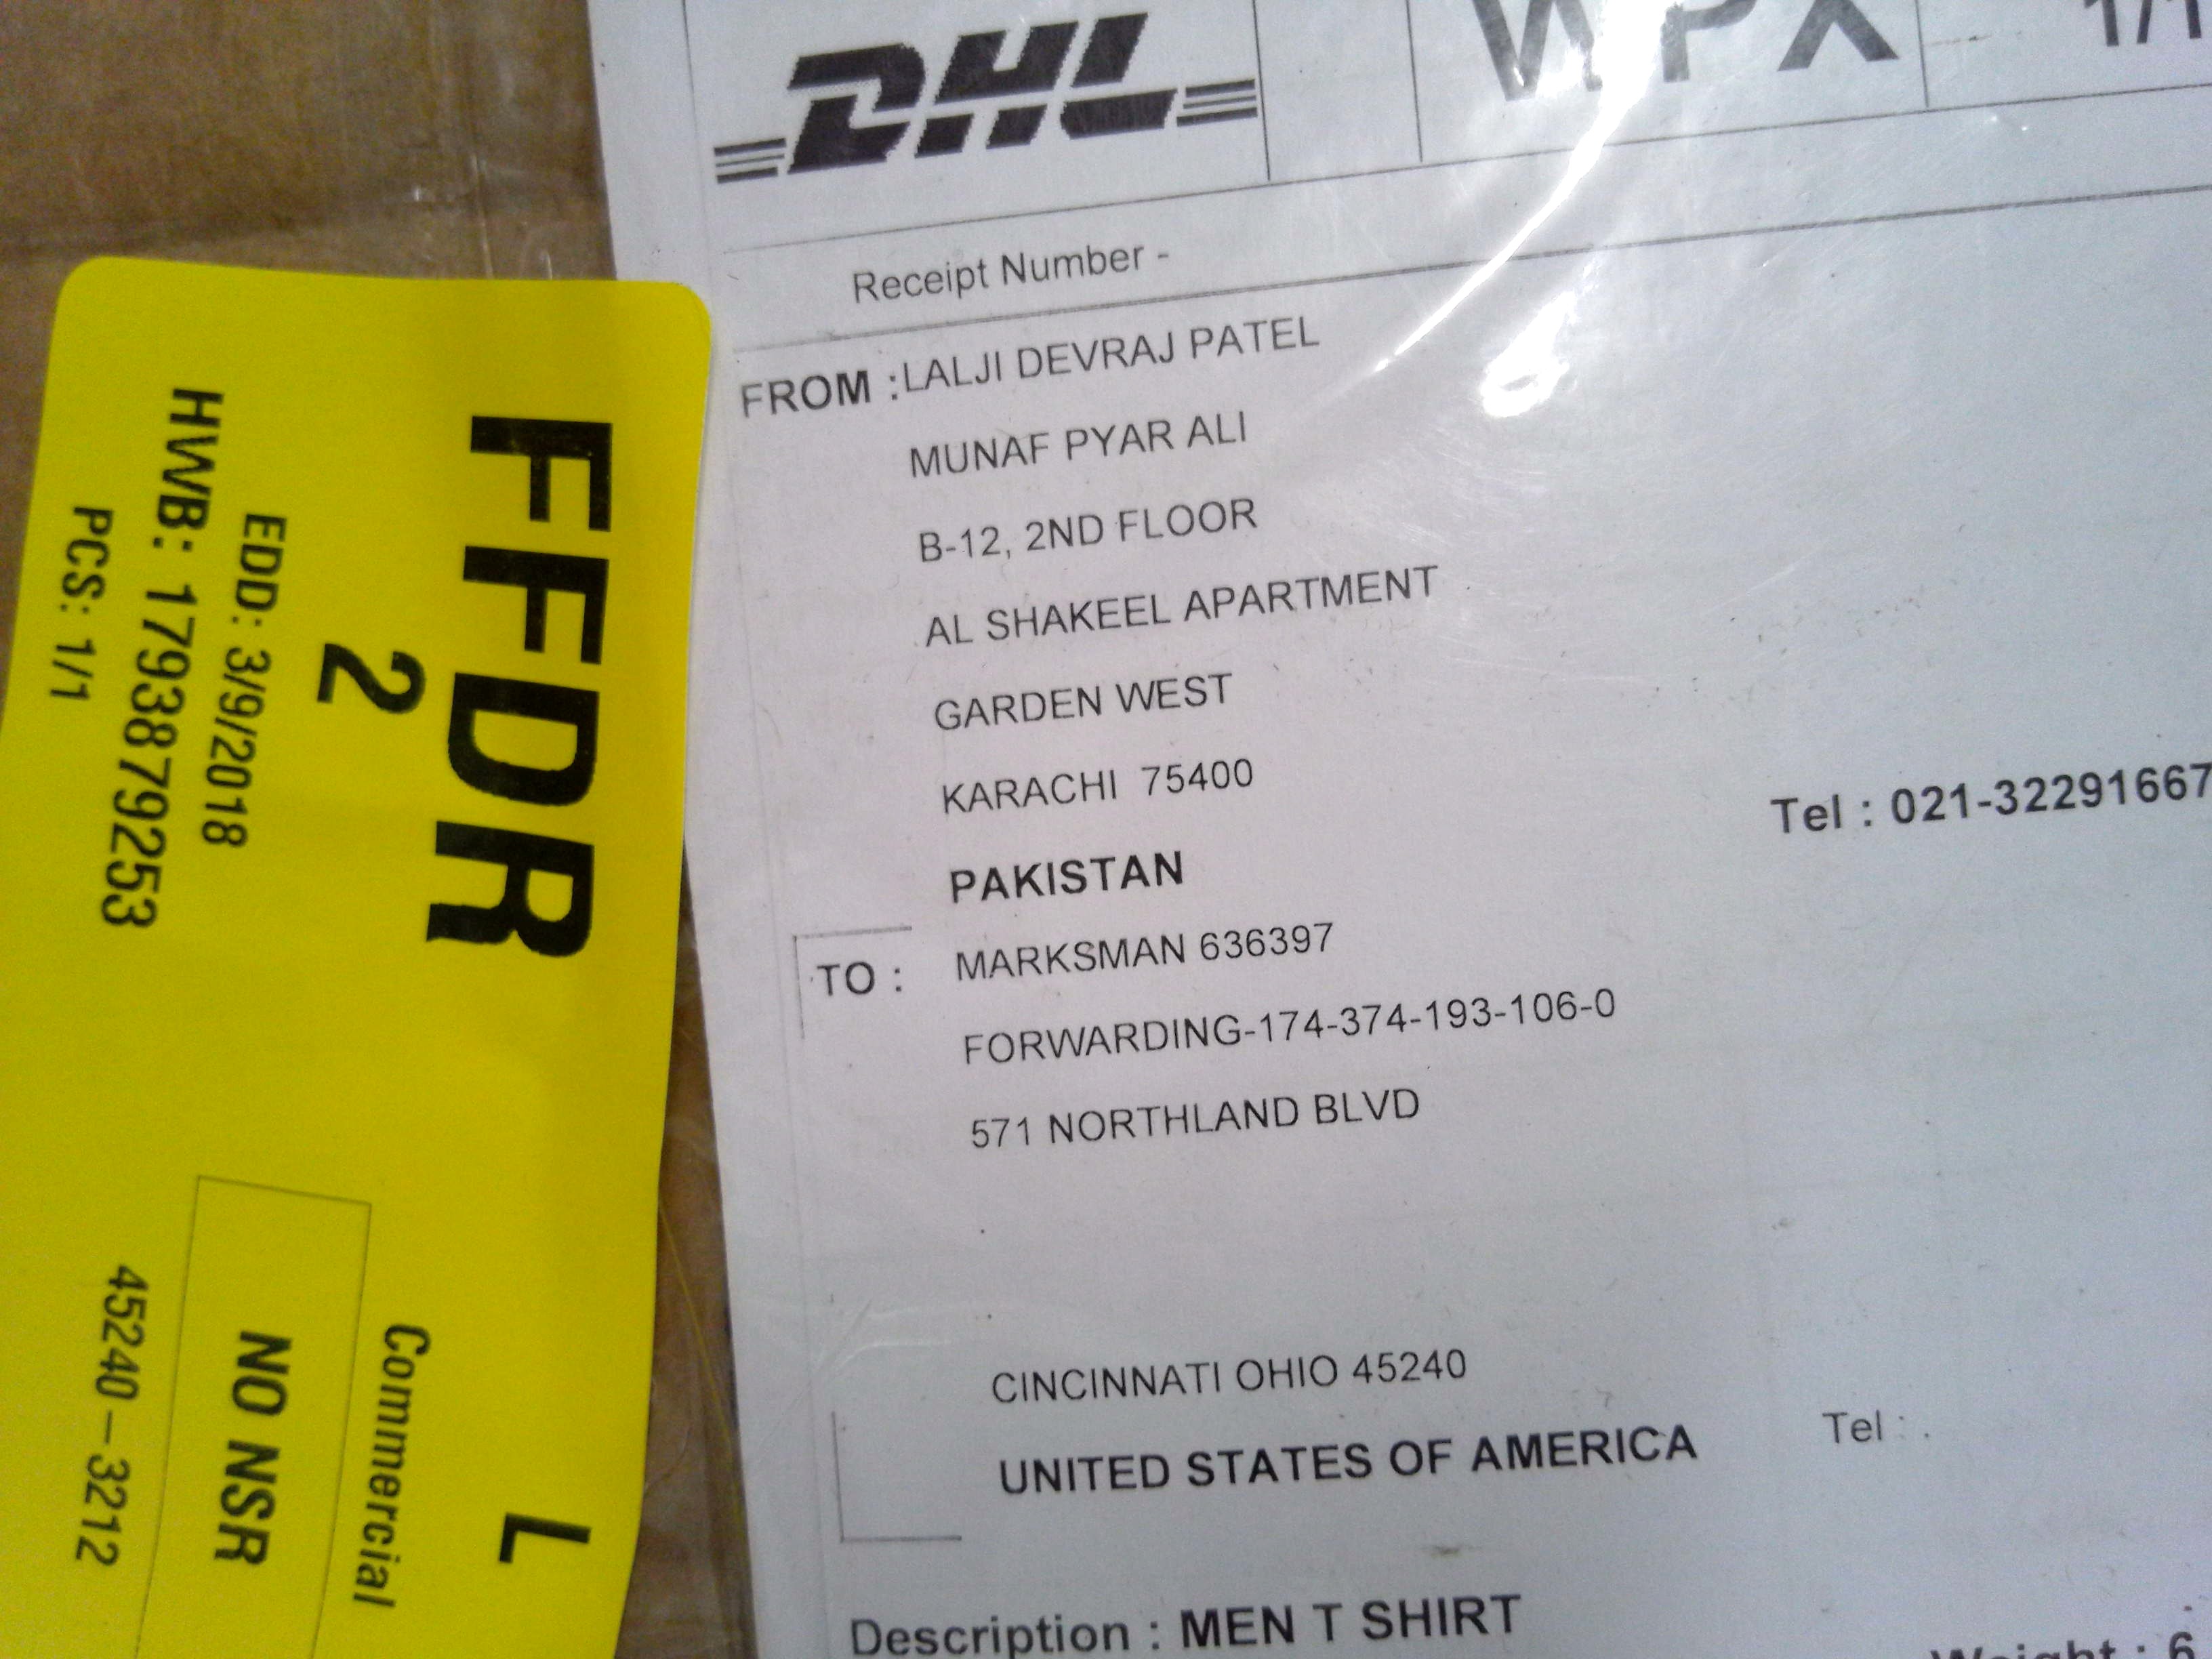 DHL
WPX
1/1
Receipt Number -
FROM : LALJI DEVRAJ PATEL
MUNAF PYAR ALI
B-12, 2ND FLOOR
AL SHAKEEL APARTMENT
GARDEN WEST
KARACHI 75400
Tel : 021-32291667
PAKISTAN
TO : MARKSMAN 636397
FORWARDING-174-374-193-106-0
571 NORTHLAND BLVD
CINCINNATI OHIO 45240
UNITED STATES OF AMERICA
Tel : .
Description : MEN T SHIRT
Weight : 6
FFDR L
2
Commercial
EDD: 3/9/2018
NO NSR
HWB: 1793879253
PCS: 1/1
45240-3212